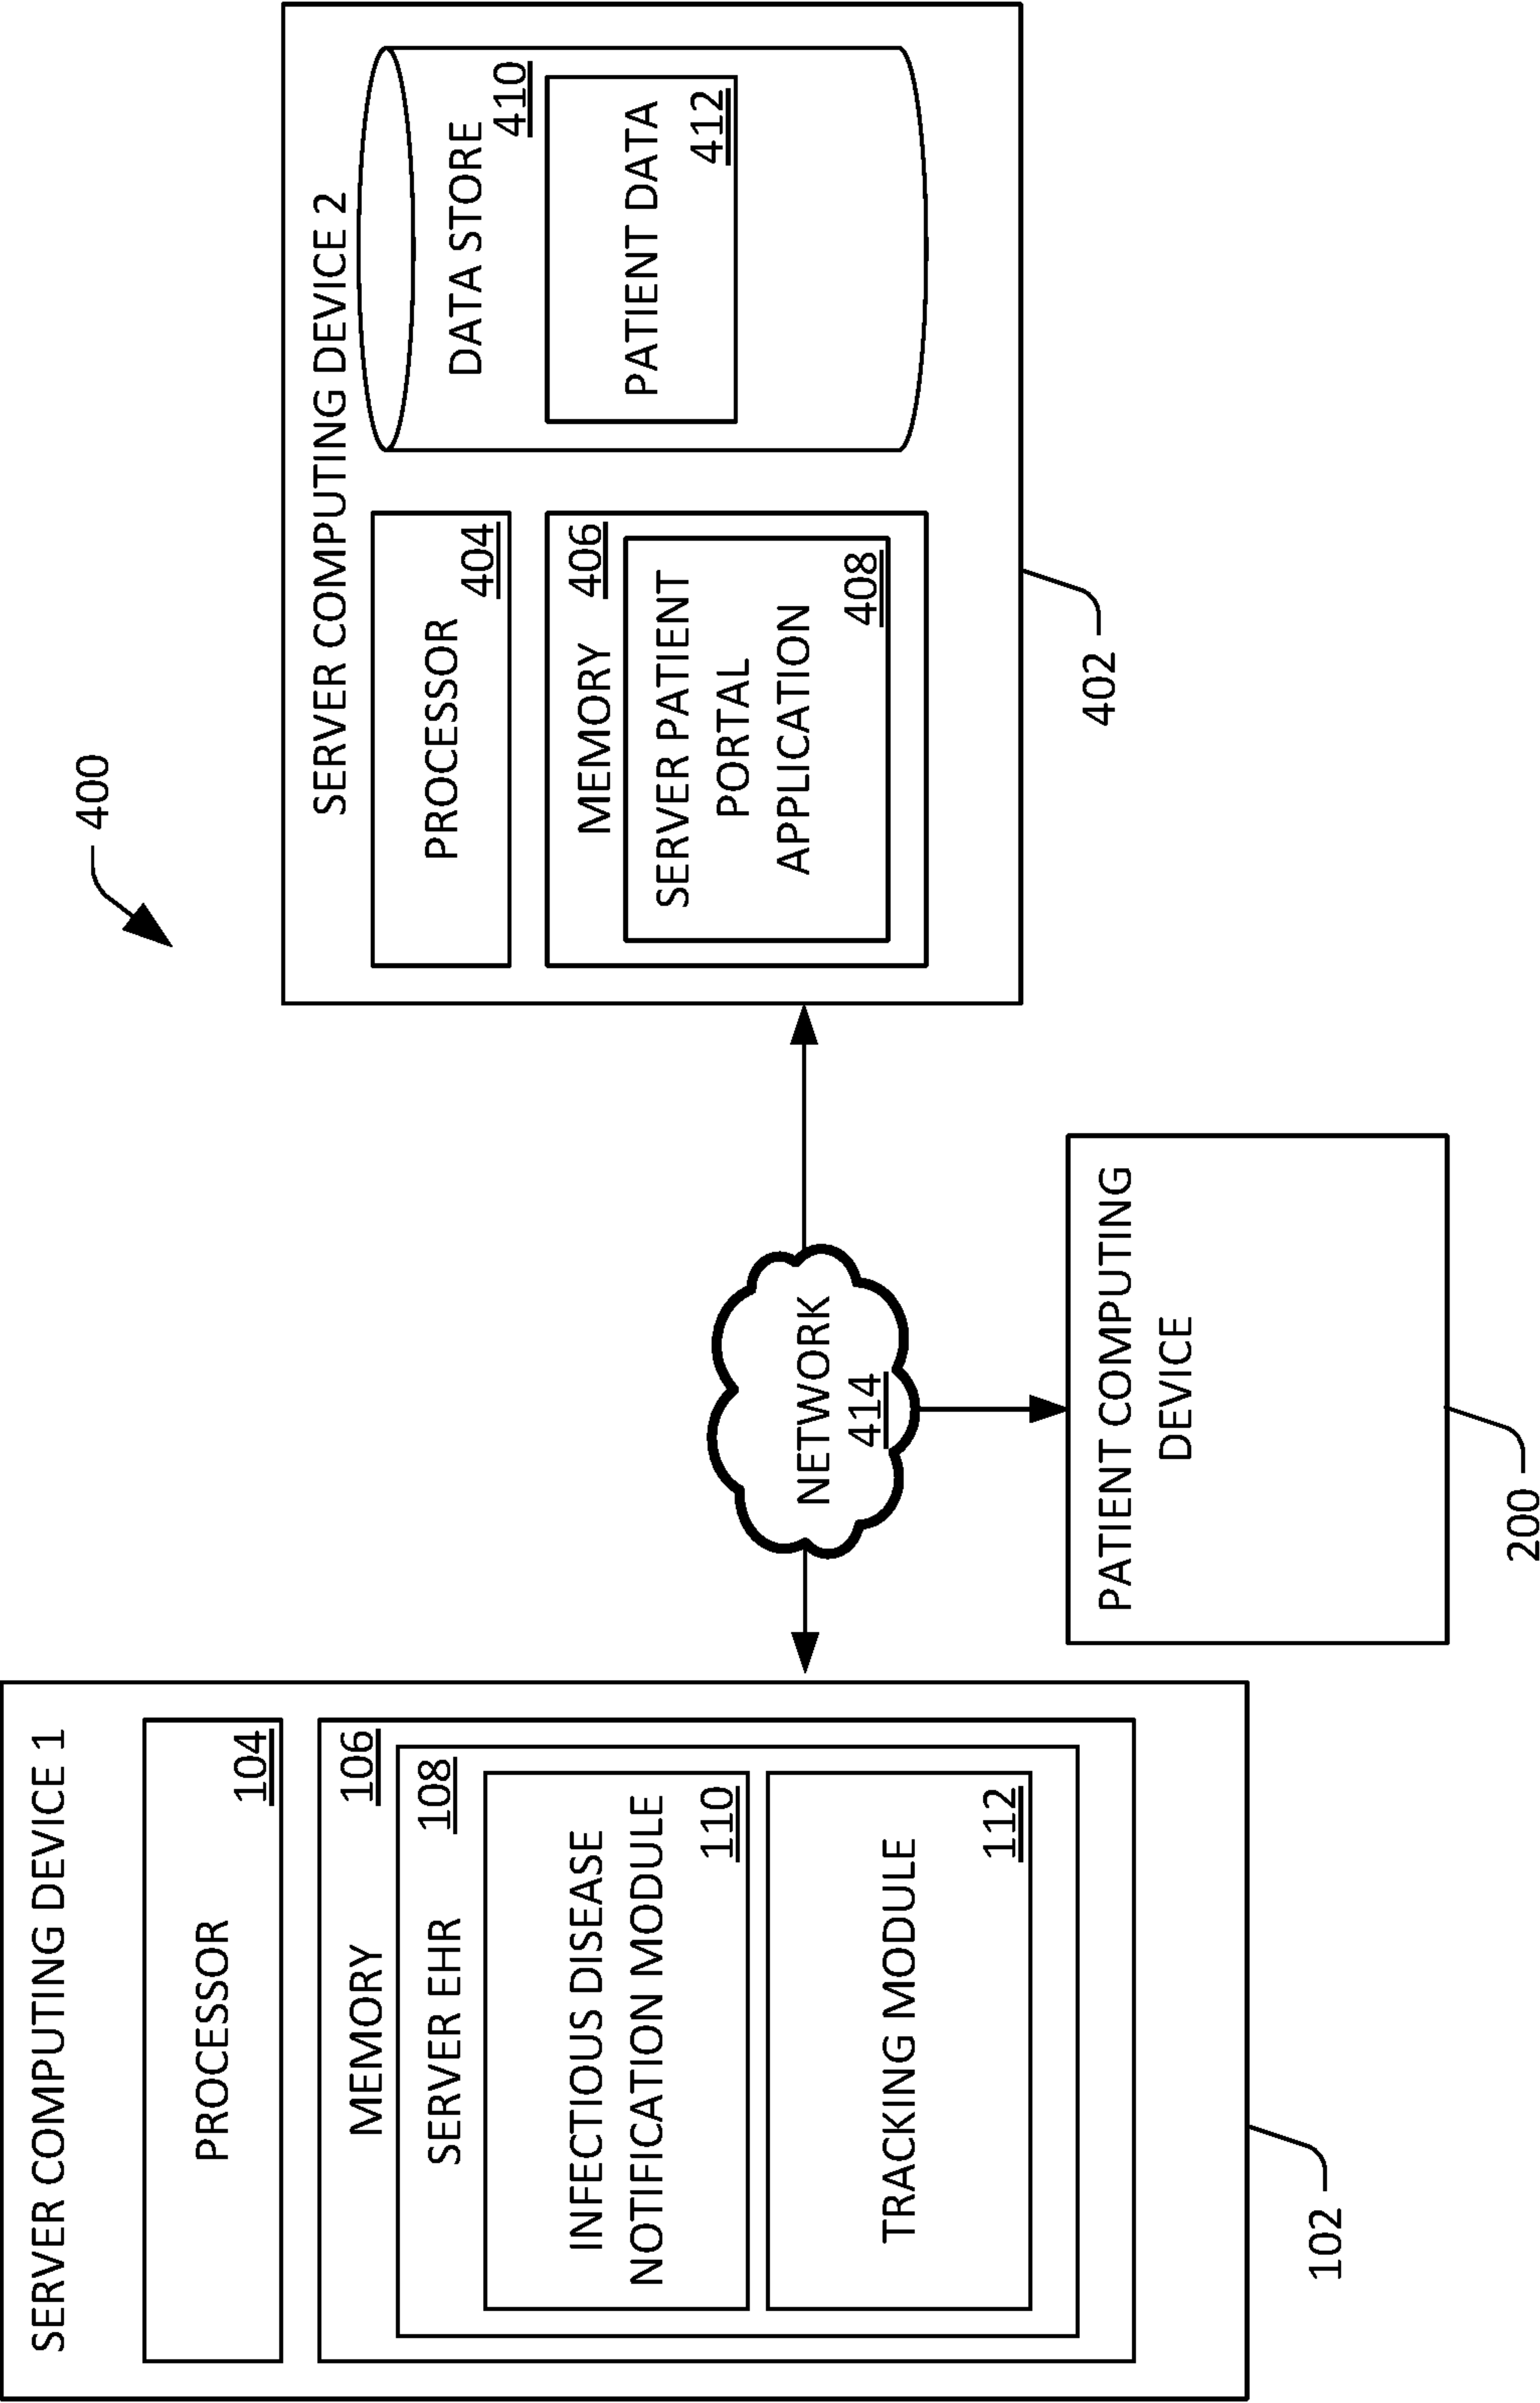 400
SERVER COMPUTING DEVICE 1
PROCESSOR
104
MEMORY
106
SERVER EHR
108
INFECTIOUS DISEASE
NOTIFICATION MODULE
110
TRACKING MODULE
112
102
NETWORK
414
PATIENT COMPUTING
DEVICE
200
SERVER COMPUTING DEVICE 2
PROCESSOR
404
MEMORY
406
SERVER PATIENT
PORTAL
APPLICATION
408
DATA STORE
410
PATIENT DATA
412
402